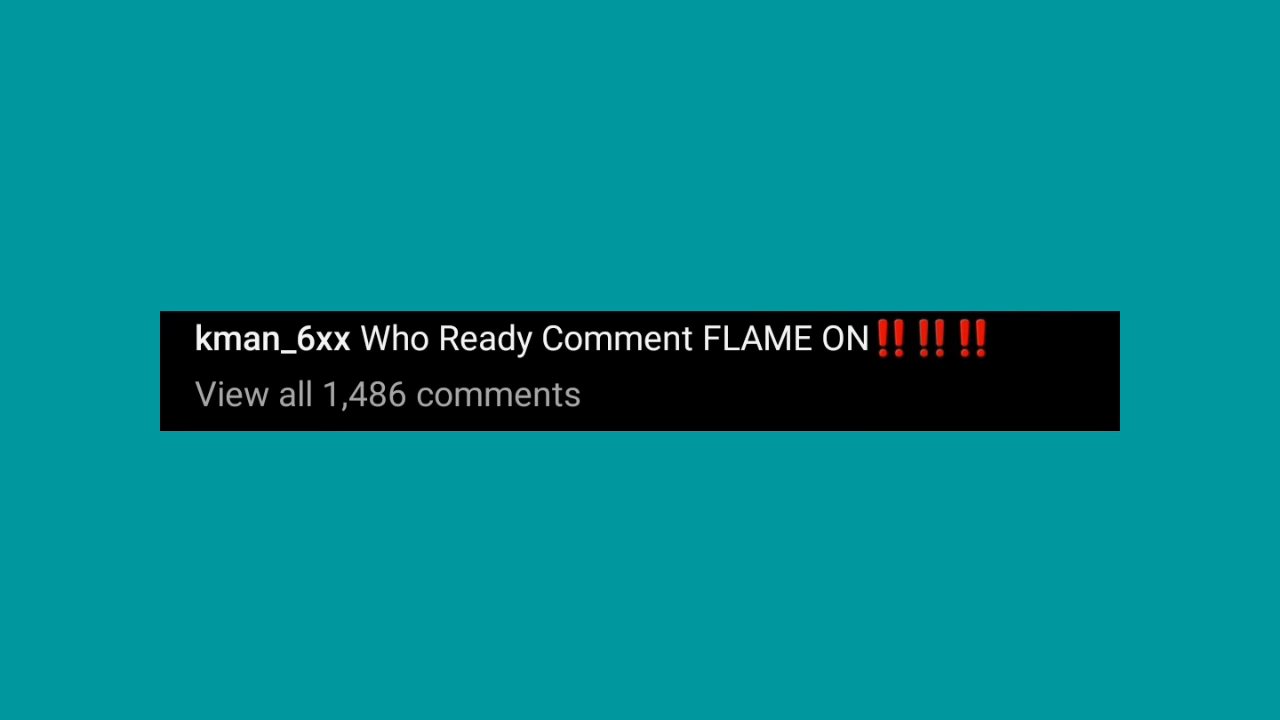 kman_6xx Who Ready Comment FLAME ON‼️‼️‼️
View all 1,486 comments